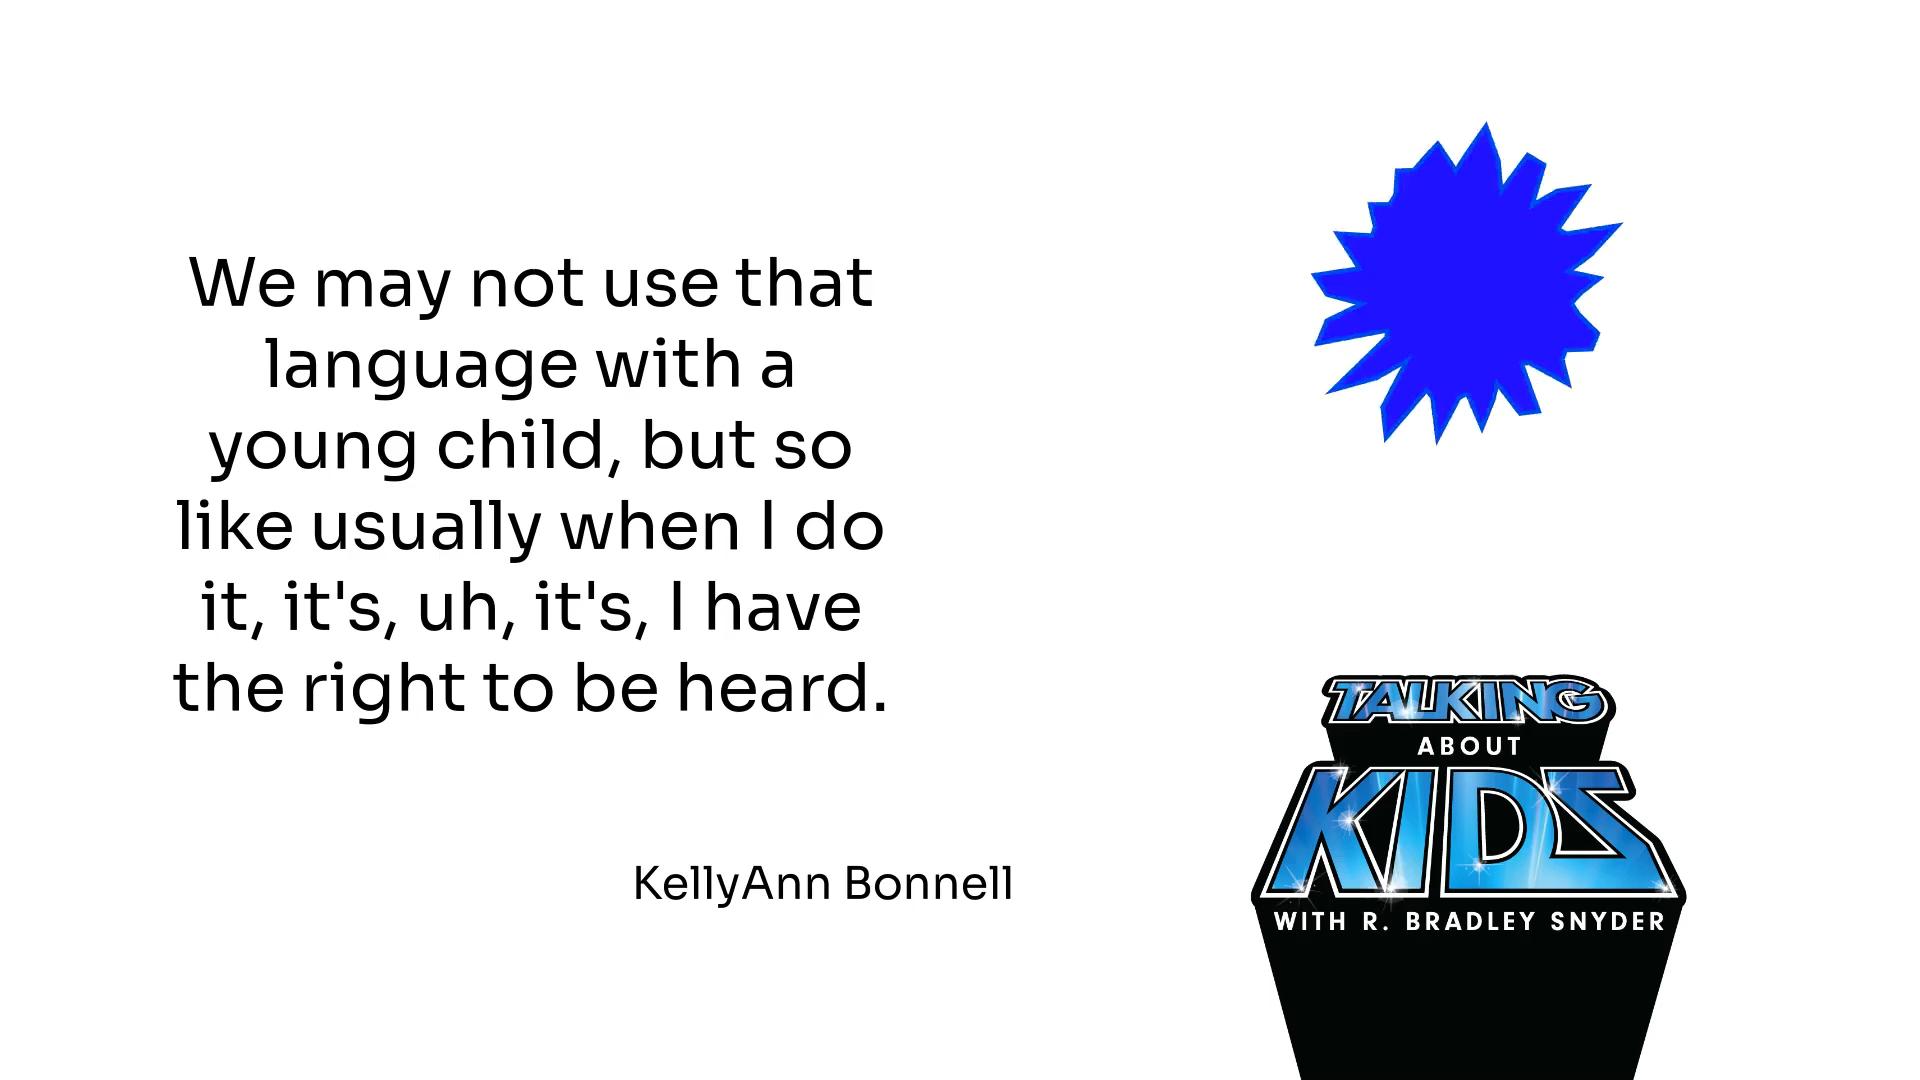 We may not use that
language with a
young child, but so
like usually when I do
it, it's, uh, it's, I have
the right to be heard.
KellyAnn Bonnell
TALKING
ABOUT
KIDS
WITH R. BRADLEY SNYDER